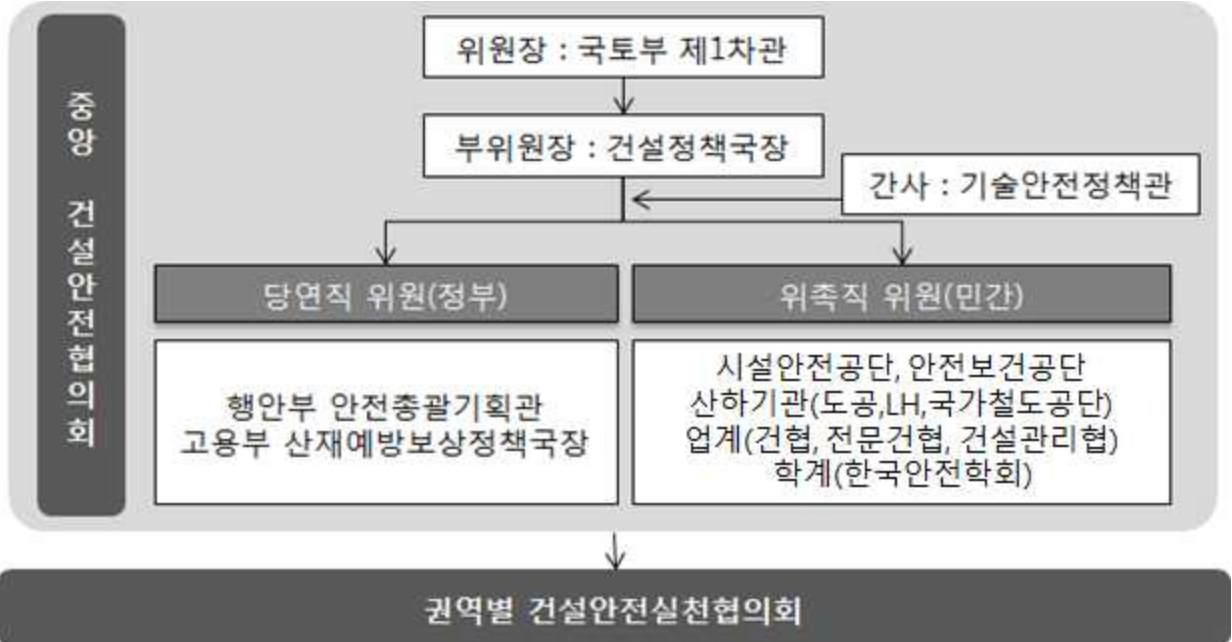 중앙 건설안전협의회
위원장 : 국토부 제1차관
부위원장 : 건설정책국장
간사 : 기술안전정책관
당연직 위원(정부)
행안부 안전총괄기획관
고용부 산재예방보상정책국장
위촉직 위원(민간)
시설안전공단, 안전보건공단
산하기관(도공,LH,국가철도공단)
업계(건협, 전문건협, 건설관리협)
학계(한국안전학회)
권역별 건설안전실천협의회